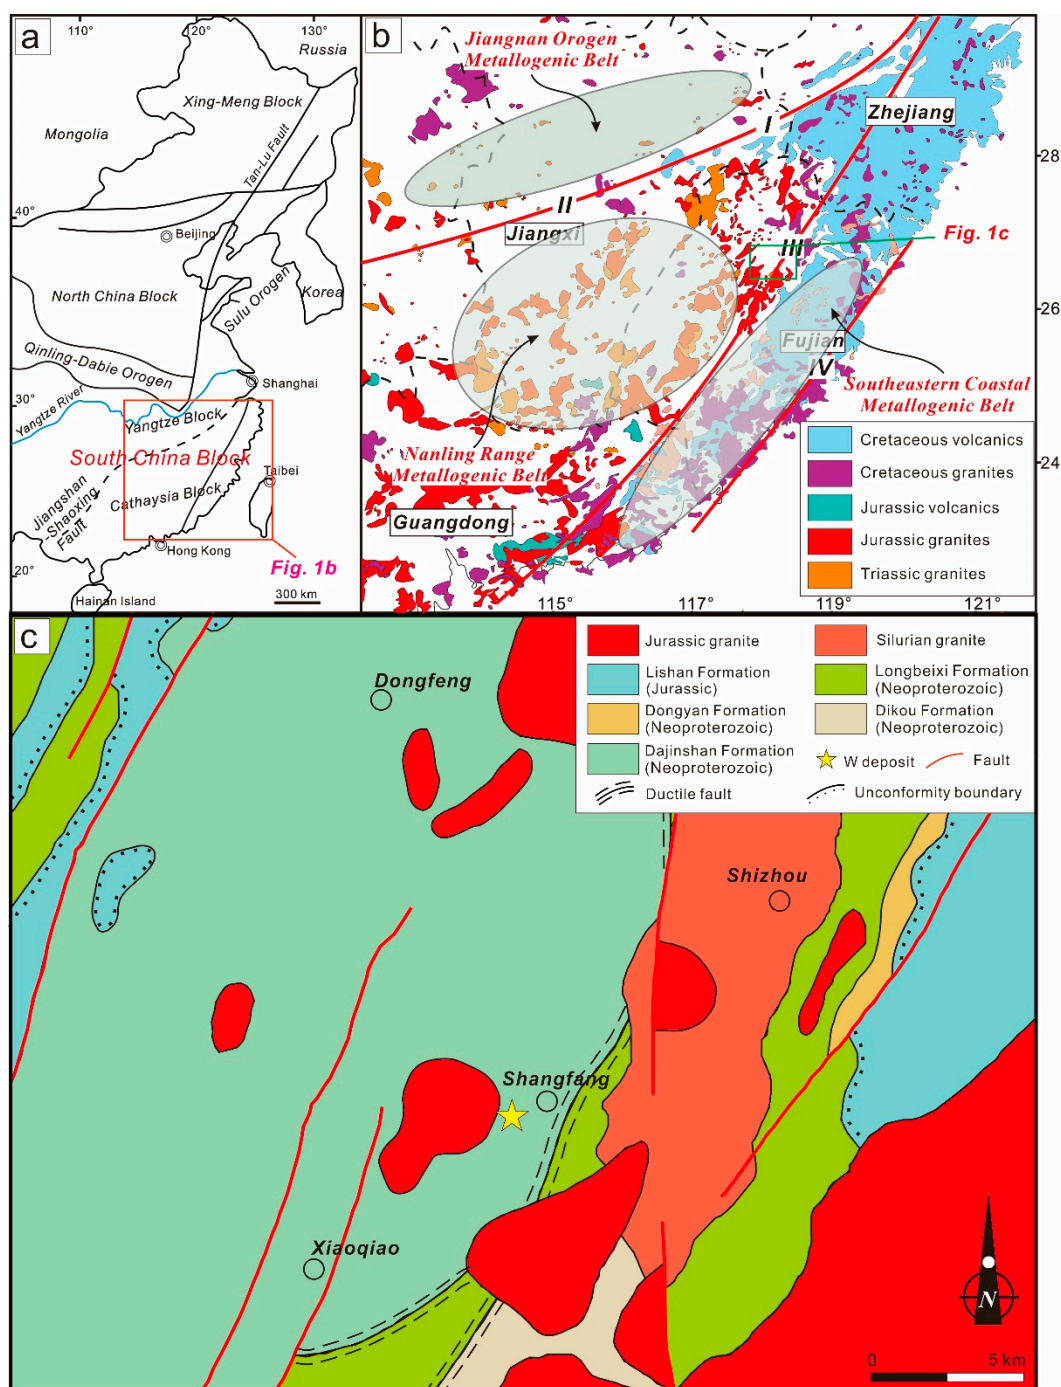 a
110°
120°
130°
Russia
Xing-Meng Block
Mongolia
Tan-Lu Fault
40°
Beijing
North China Block
Sulu Orogen
Korea
Qinling-Dabie Orogen
Shanghai
30°
Yangtze River
Yangtze Block
South China Block
Taibei
Cathaysia Block
Jiangshan
-Shaoxing
Fault
Hong Kong
Fig. 1b
20°
Hainan Island
300 km
b
Jiangnan Orogen
Metallogenic Belt
Zhejiang
I
28
II
Jiangxi
III
Fig. 1c
26
Fujian
IV
Southeastern Coastal
Metallogenic Belt
Nanling Range
Metallogenic Belt
24
Guangdong
Cretaceous volcanics
Cretaceous granites
Jurassic volcanics
Jurassic granites
Triassic granites
115°
117°
119°
121°
c
Jurassic granite
Silurian granite
Lishan Formation
(Jurassic)
Longbeixi Formation
(Neoproterozoic)
Dongyan Formation
(Neoproterozoic)
Dikou Formation
(Neoproterozoic)
Dajinshan Formation
(Neoproterozoic)
W deposit
Fault
Ductile fault
Unconformity boundary
Dongfeng
Shizhou
Shangfang
Xiaoqiao
N
0
5 km